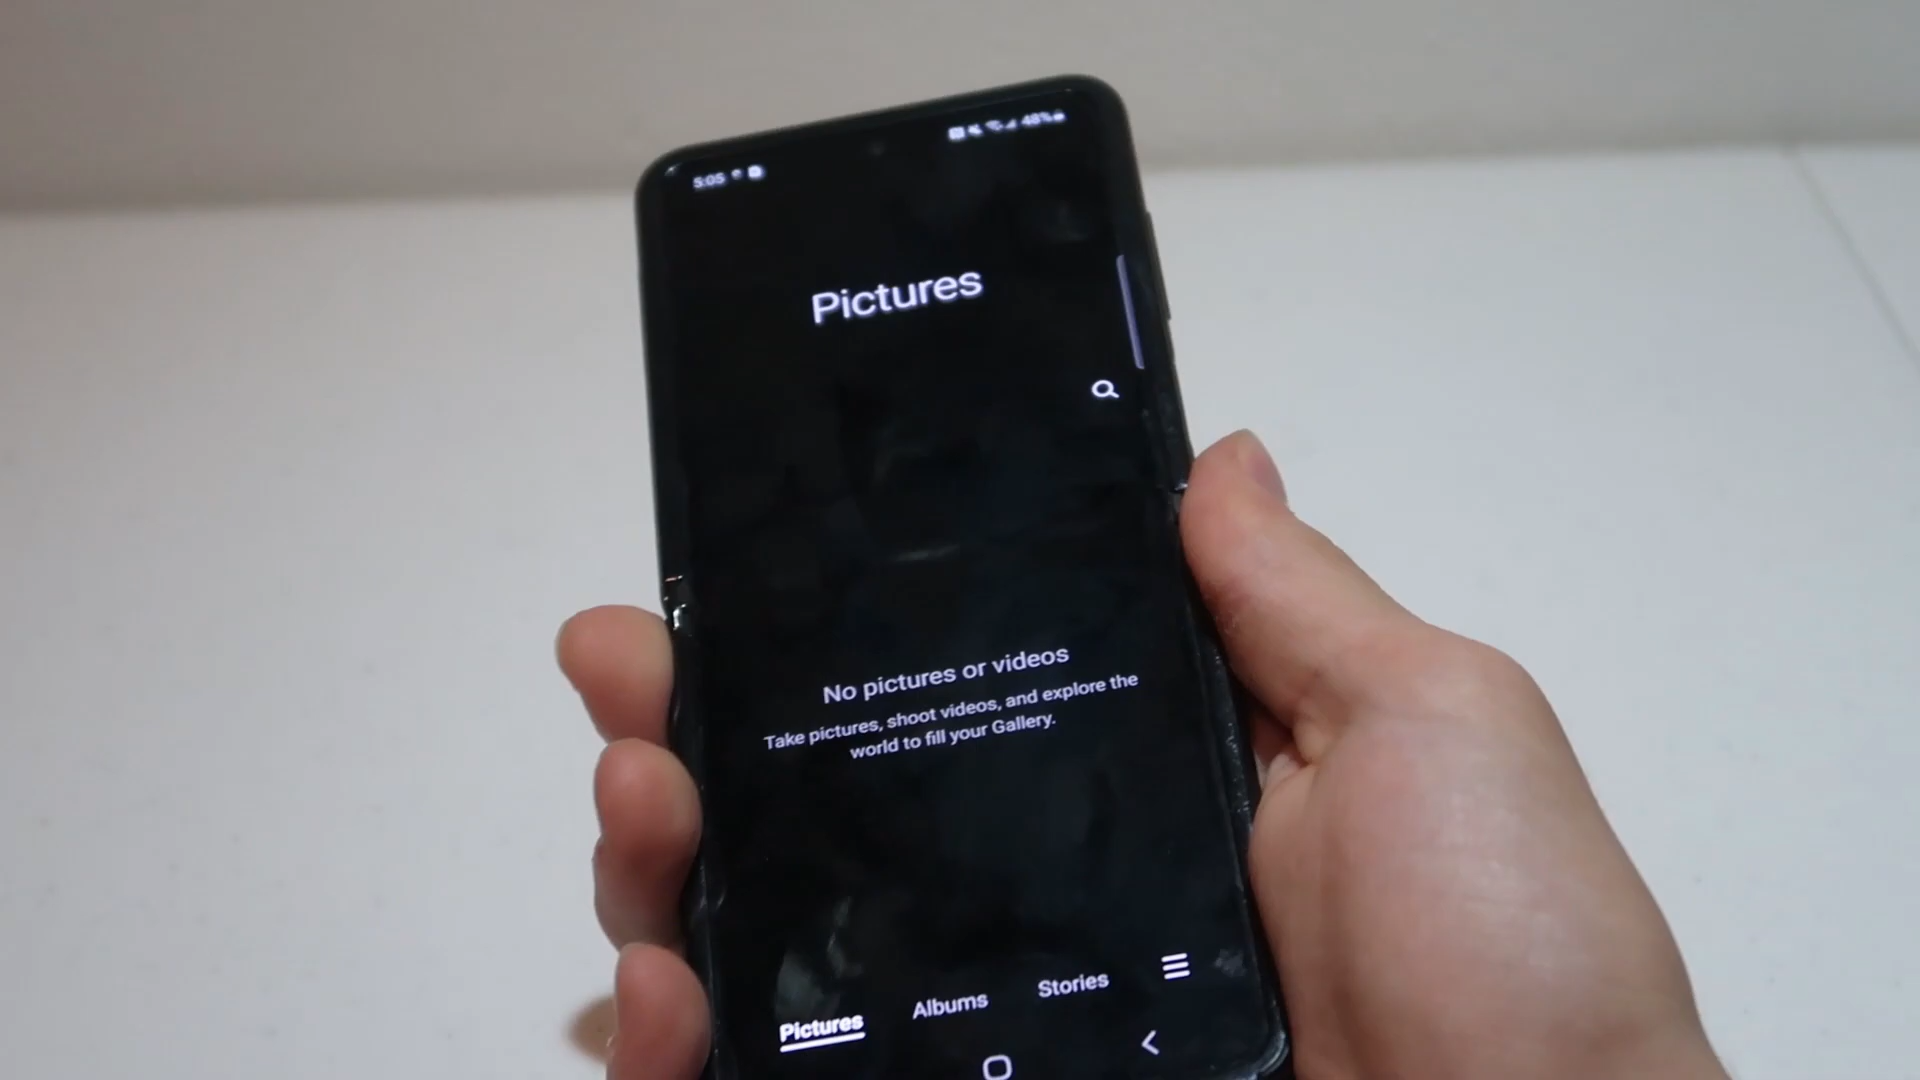 5:05
48%
Pictures
No pictures or videos
Take pictures, shoot videos, and explore the
world to fill your Gallery.
Pictures
Albums
Stories